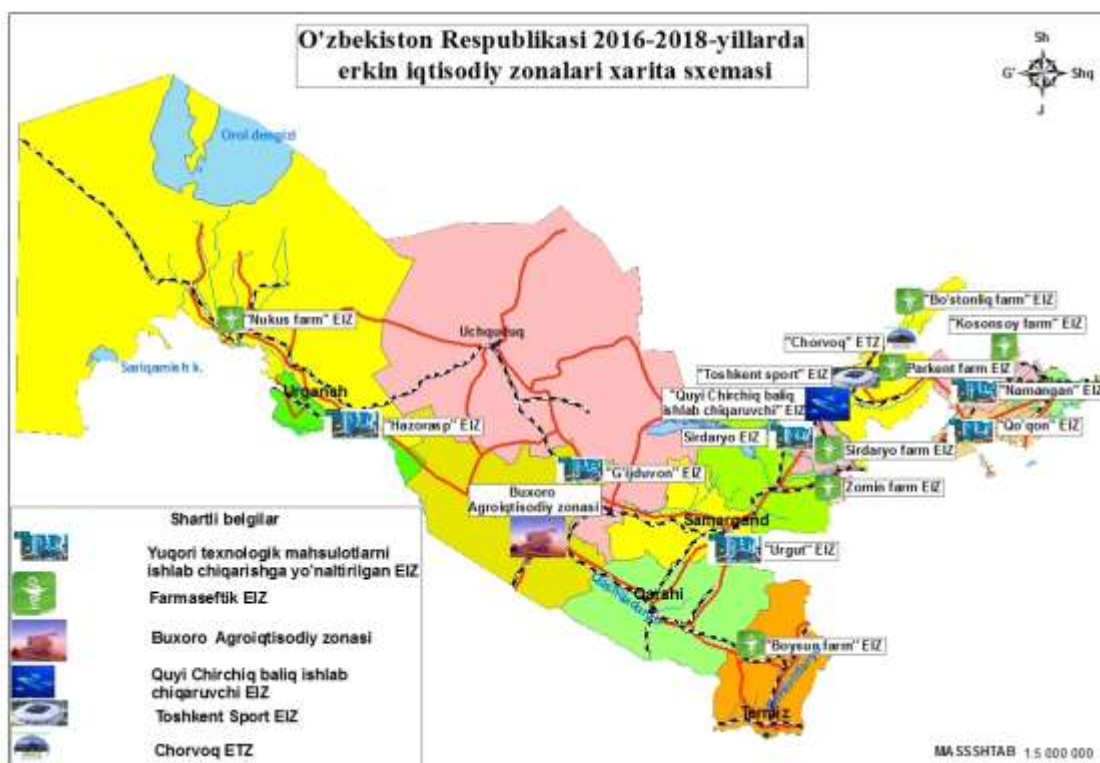 O'zbekiston Respublikasi 2016-2018-yillarda
erkin iqtisodiy zonalari xarita sxemasi
Sh
G'
Shq
J
Orol dengizi
"Bo'stonliq farm" EIZ
"Kosonsoy farm" EIZ
"Nukus farm" EIZ
Uchquduq
"Chorvoq" ETZ
Sariqamish k.
"Toshkent sport" EIZ
Parkent farm EIZ
Urganch
"Quyi Chirchiq baliq
ishlab chiqaruvchi" EIZ
"Namangan" EIZ
"Hazorasp" EIZ
Sirdaryo EIZ
"Qo'qon" EIZ
Sirdaryo farm EIZ
"G'ijduvon" EIZ
Zomin farm EIZ
Buxoro
Agroiqtisodiy zonasi
Samarqand
"Urgut" EIZ
Qarshi
"Boysun farm" EIZ
Termiz
Shartli belgilar
Yuqori texnologik mahsulotlarni
ishlab chiqarishga yo'naltirilgan EIZ
Farmaseftik EIZ
Buxoro Agroiqtisodiy zonasi
Quyi Chirchiq baliq ishlab
chiqaruvchi EIZ
Toshkent Sport EIZ
Chorvoq ETZ
MASSSHTAB 1:5 000 000